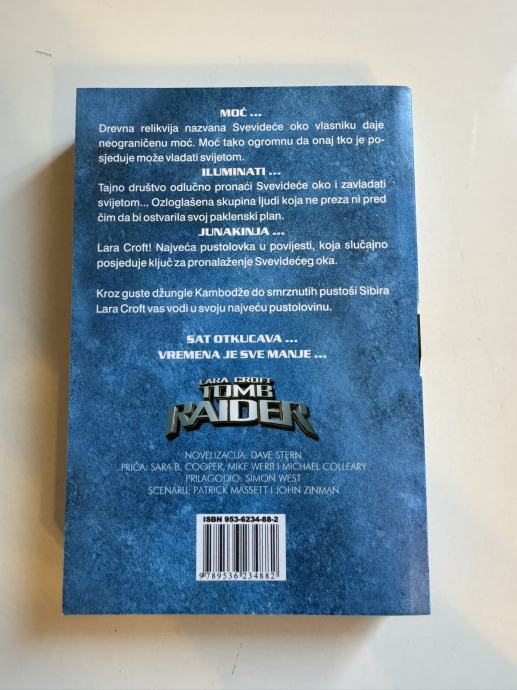 MOĆ ...
Drevna relikvija nazvana Svevideće oko vlasniku daje
neograničenu moć. Moć tako ogromnu da onaj tko je po-
sjeduje može vladati svijetom.
ILUMINATI ...
Tajno društvo odlučno pronaći Svevideće oko i zavladati
svijetom... Ozloglašena skupina ljudi koja ne preza ni pred
čim da bi ostvarila svoj paklenski plan.
JUNAKINJA ...
Lara Croft! Najveća pustolovka u povijesti, koja slučajno
posjeduje ključ za pronalaženje Svevidećeg oka.
Kroz guste džungle Kambodže do smrznutih pustoši Sibira
Lara Croft vas vodi u svoju najveću pustolovinu.
SAT OTKUCAVA ...
VREMENA JE SVE MANJE ...
LARA CROFT
TOMB
RAIDER
NOVELIZACIJA: DAVE STERN
PRIČA: SARA B. COOPER, MIKE WERB I MICHAEL COLLEARY
PRILAGODIO: SIMON WEST
SCENARIJ: PATRICK MASSETT I JOHN ZINMAN
ISBN 953-6234-88-2
9 789536 234882